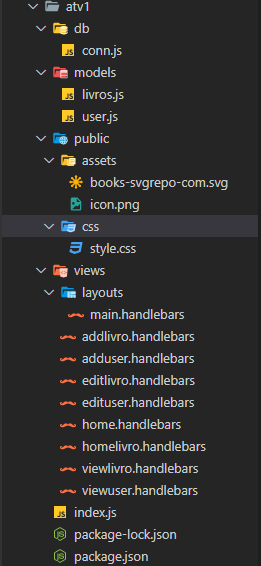 atv1
db
conn.js
models
livros.js
user.js
public
assets
books-svgrepo-com.svg
icon.png
css
style.css
views
layouts
main.handlebars
addlivro.handlebars
adduser.handlebars
editlivro.handlebars
edituser.handlebars
home.handlebars
homelivro.handlebars
viewlivro.handlebars
viewuser.handlebars
index.js
package-lock.json
package.json